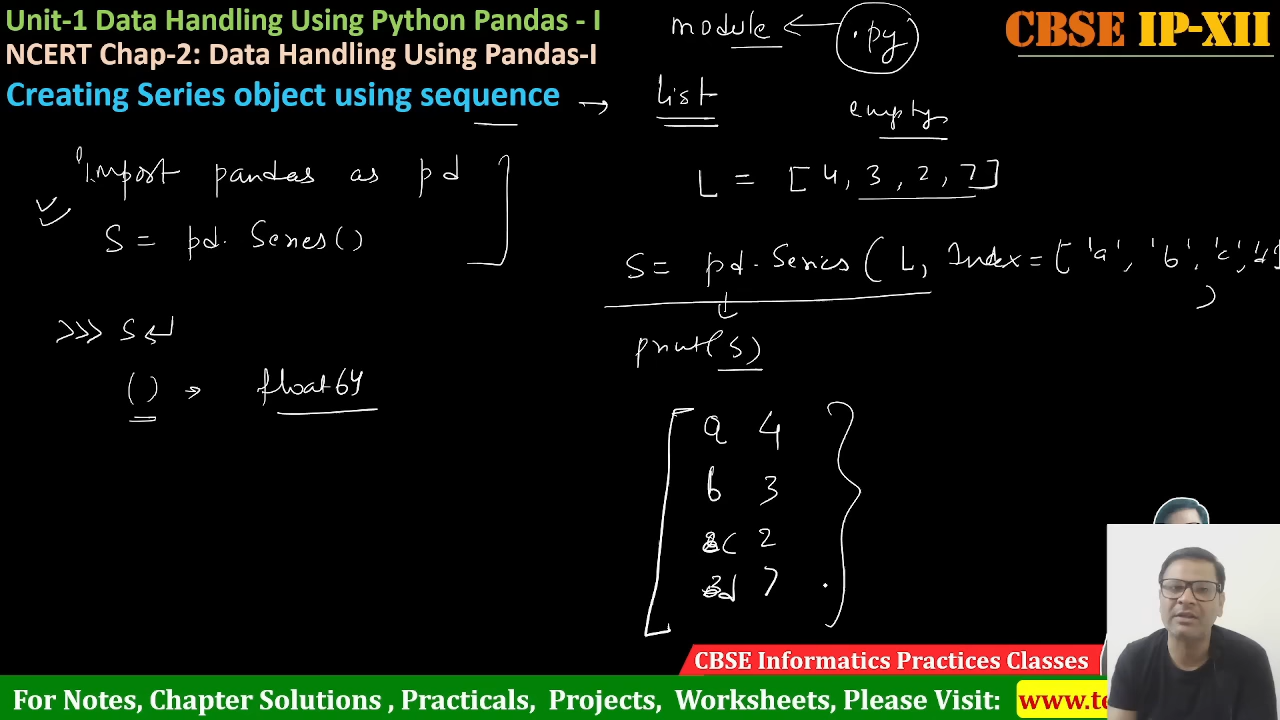 Unit-1 Data Handling Using Python Pandas - I
NCERT Chap-2: Data Handling Using Pandas-I
Creating Series object using sequence →
CBSE IP-XII
module ← .py
list
empty
import pandas as pd
S = pd. Series()
>>> S↵
() → float64
L = [4, 3, 2, 7]
S = pd. Series ( L, Index = [ 'a', 'b', 'c', 'd']
)
print(S)
a 4
b 3
c 2
d 7
CBSE Informatics Practices Classes
For Notes, Chapter Solutions , Practicals, Projects, Worksheets, Please Visit: www.